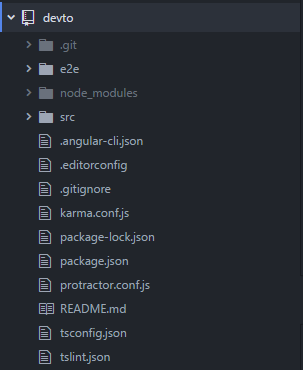 devto
.git
e2e
node_modules
src
.angular-cli.json
.editorconfig
.gitignore
karma.conf.js
package-lock.json
package.json
protractor.conf.js
README.md
tsconfig.json
tslint.json